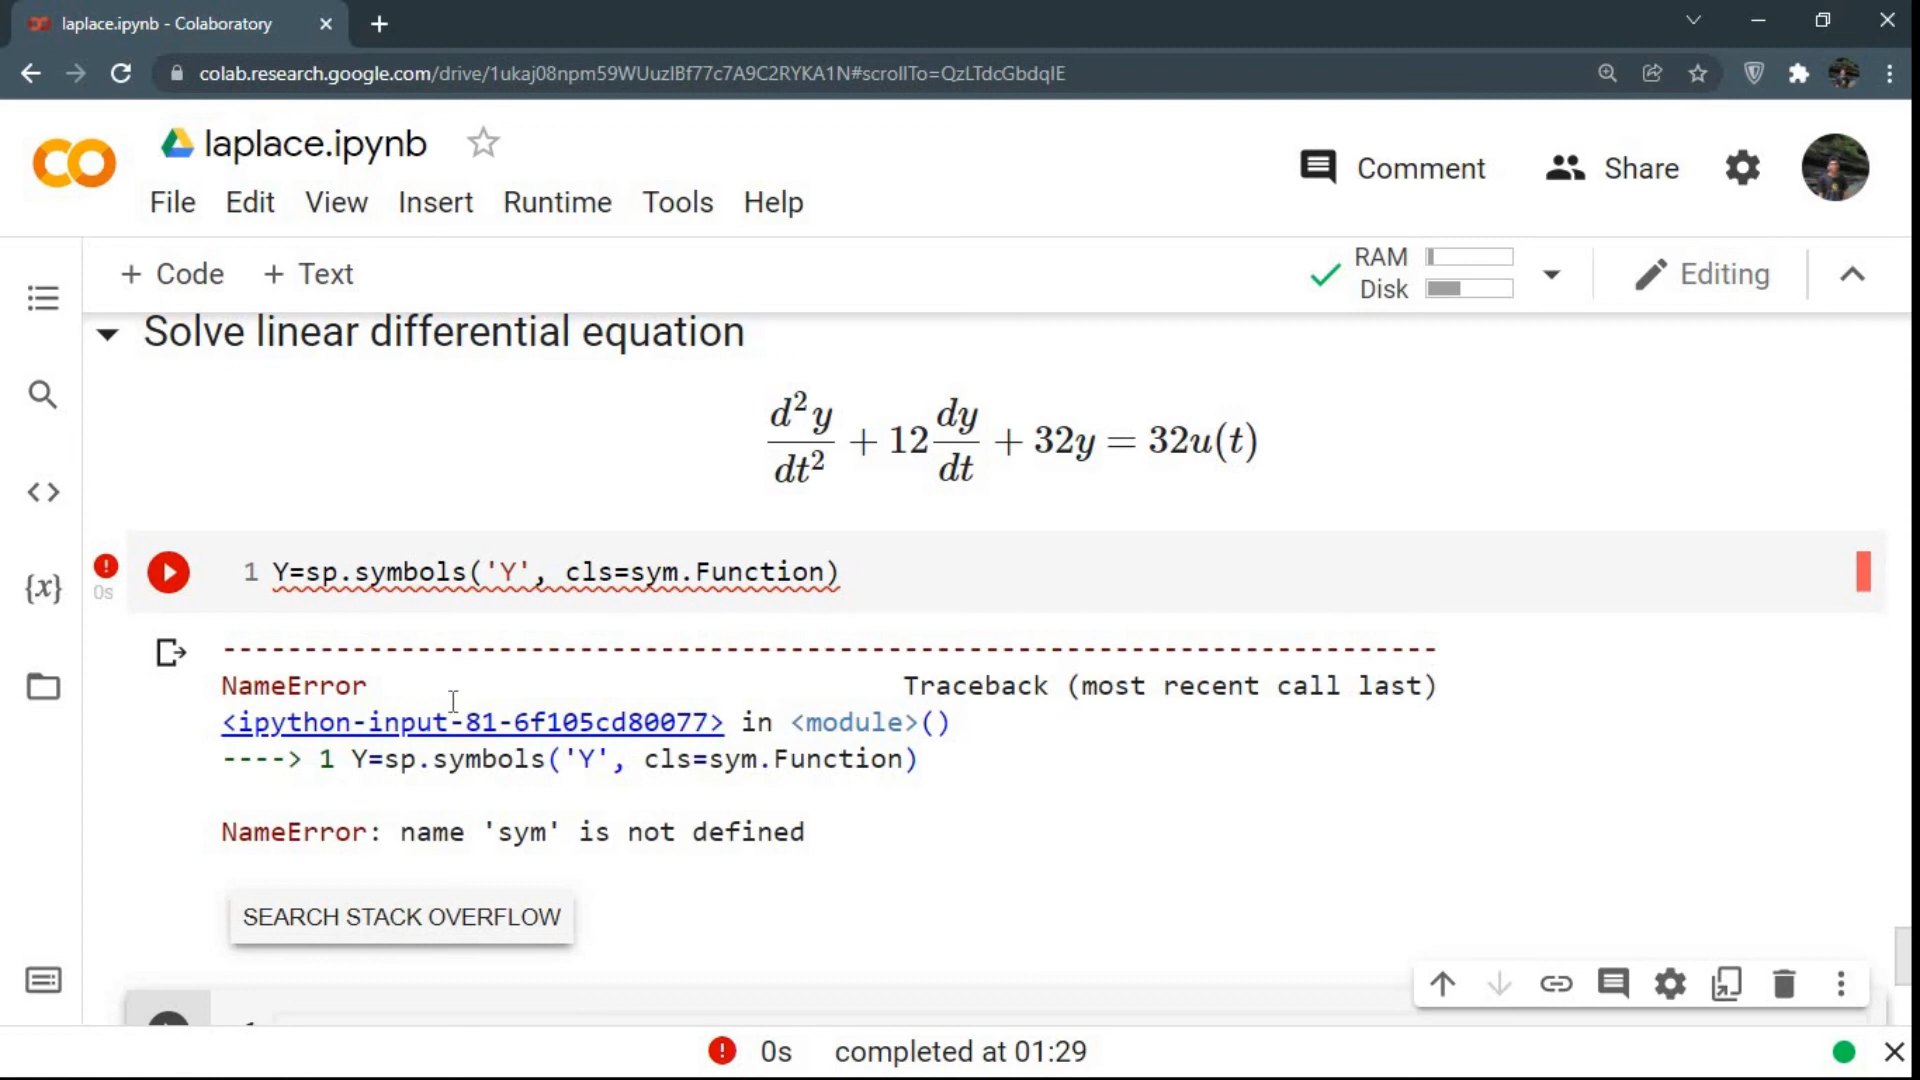 laplace.ipynb - Colaboratory
colab.research.google.com/drive/1ukaj08npm59WUuzIBf77c7A9C2RYKA1N#scrollTo=QzLTdcGbdqIE
laplace.ipynb
Comment
Share
File Edit View Insert Runtime Tools Help
+ Code + Text
RAM
Disk
Editing
Solve linear differential equation
d²y/dt² + 12 dy/dt + 32y = 32u(t)
1 Y=sp.symbols('Y', cls=sym.Function)
0s
{x}
---------------------------------------------------------------------------
NameError Traceback (most recent call last)
<ipython-input-81-6f105cd80077> in <module>()
----> 1 Y=sp.symbols('Y', cls=sym.Function)
NameError: name 'sym' is not defined
SEARCH STACK OVERFLOW
0s completed at 01:29